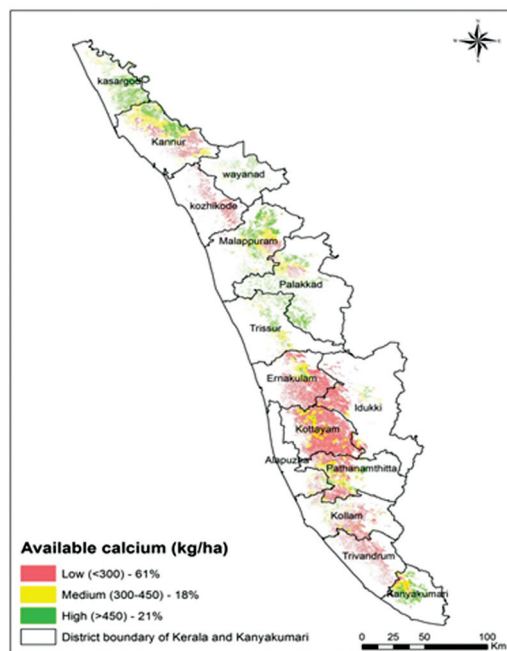 N
W
E
S
kasargod
Kannur
wayanad
kozhikode
Malappuram
Palakkad
Trissur
Ernakulam
Idukki
Kottayam
Alapuzha
Pathanamthitta
Kollam
Trivandrum
Kanyakumari
Available calcium (kg/ha)
Low (<300) - 61%
Medium (300-450) - 18%
High (>450) - 21%
District boundary of Kerala and Kanyakumari
0 25 50 100
Km